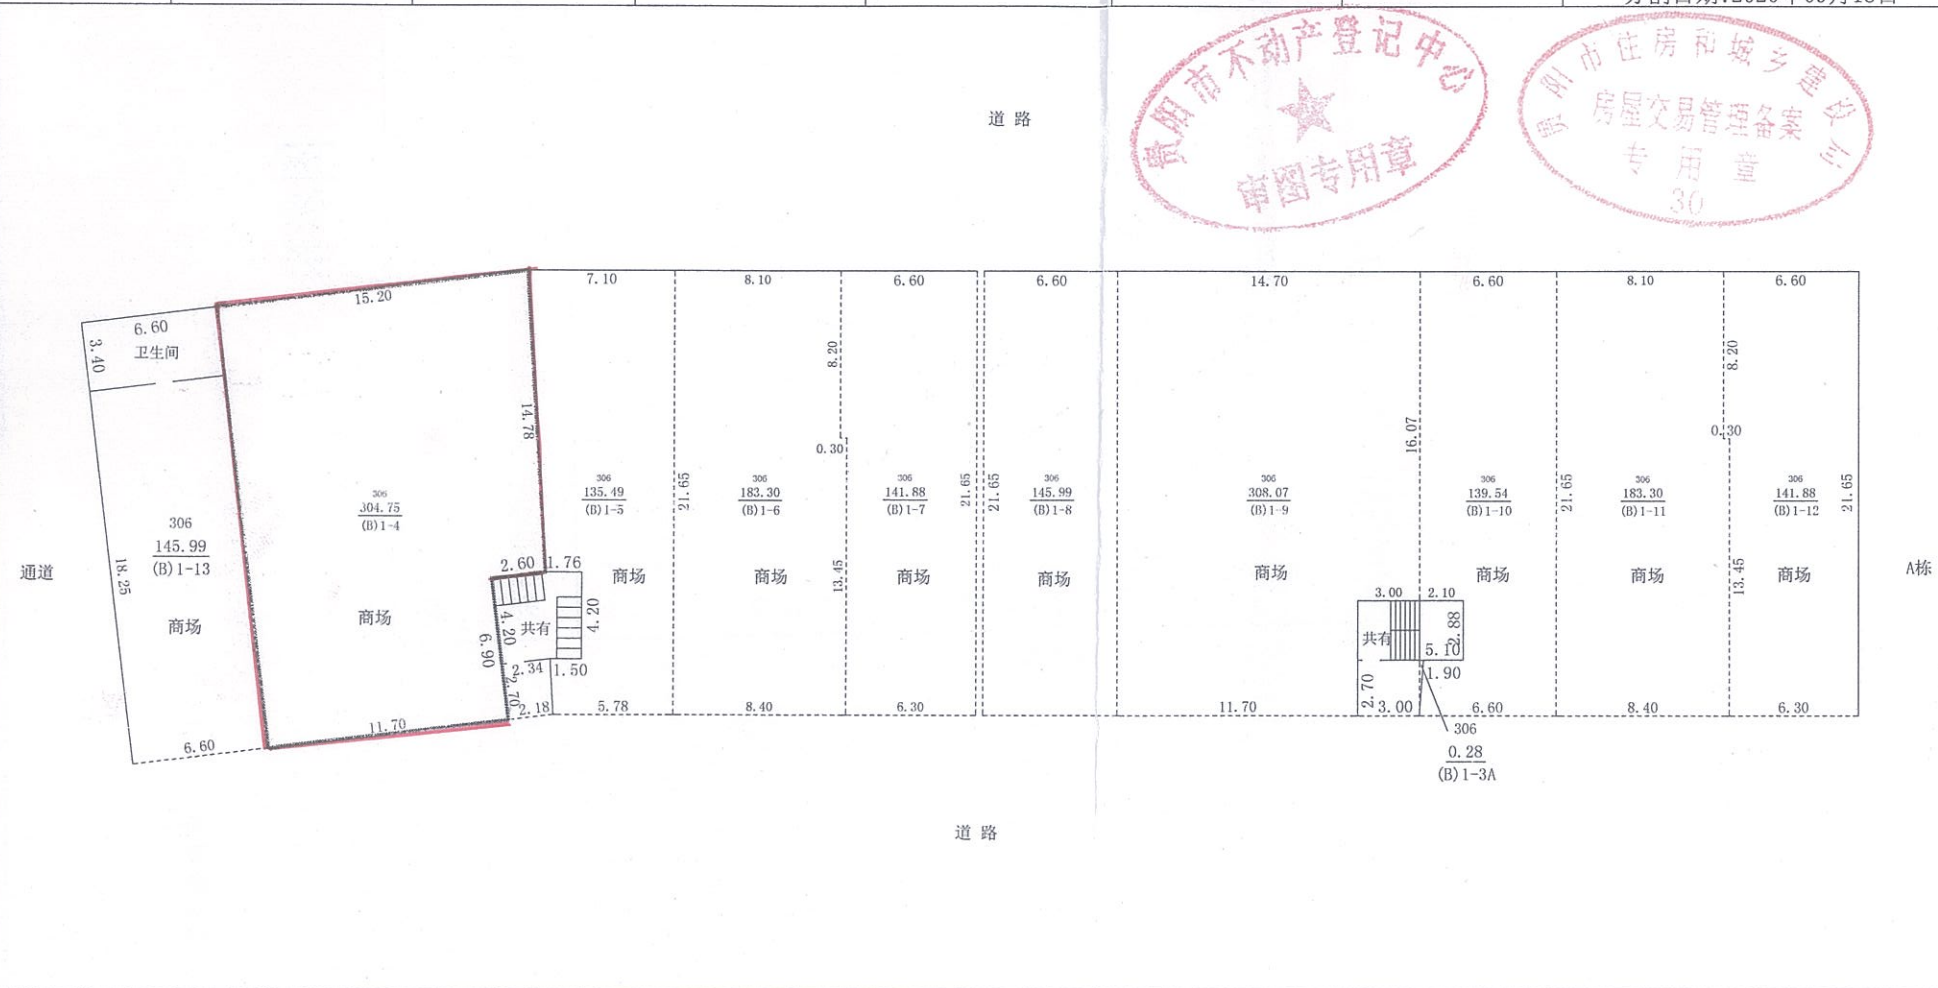 贵阳市不动产登记中心
审图专用章
贵阳市住房和城乡建设局
房屋交易管理备案
专用章
30
道路
15.20
7.10
8.10
6.60
6.60
14.70
6.60
8.10
6.60
6.60
卫生间
3.40
8.20
8.20
14.78
16.07
0.30
0.30
306
145.99
(B)1-13
商场
306
304.75
(B)1-4
商场
306
135.49
(B)1-5
商场
21.65
306
183.30
(B)1-6
商场
306
141.88
(B)1-7
商场
21.65
21.65
306
145.99
(B)1-8
商场
306
308.07
(B)1-9
商场
306
139.54
(B)1-10
商场
21.65
306
183.30
(B)1-11
商场
306
141.88
(B)1-12
商场
21.65
通道
18.25
13.45
13.45
A栋
2.60
1.76
4.20
共有
4.20
6.90
2.34
1.50
2.70
2.18
3.00
2.10
共有
2.88
5.10
1.90
2.70
3.00
6.60
11.70
5.78
8.40
6.30
11.70
6.60
8.40
6.30
306
0.28
(B)1-3A
道路